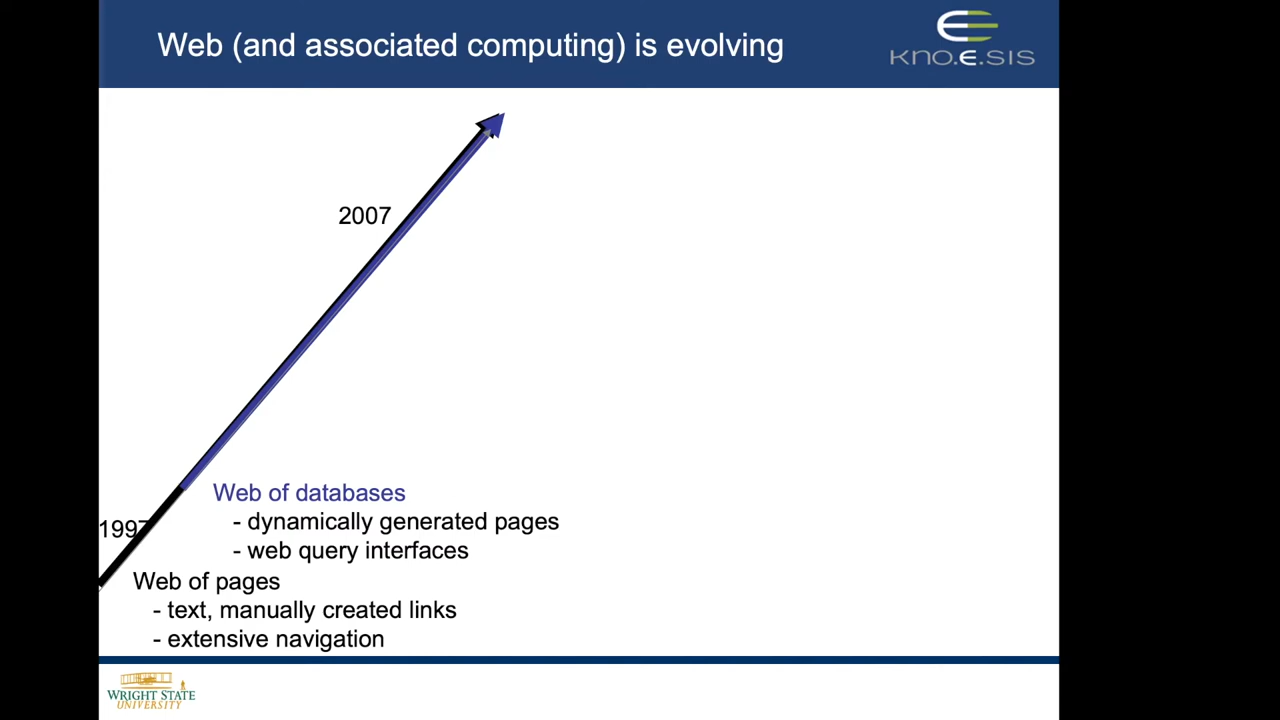 Web (and associated computing) is evolving
kno.e.sis
2007
Web of databases
- dynamically generated pages
- web query interfaces
1997
Web of pages
- text, manually created links
- extensive navigation
WRIGHT STATE
UNIVERSITY